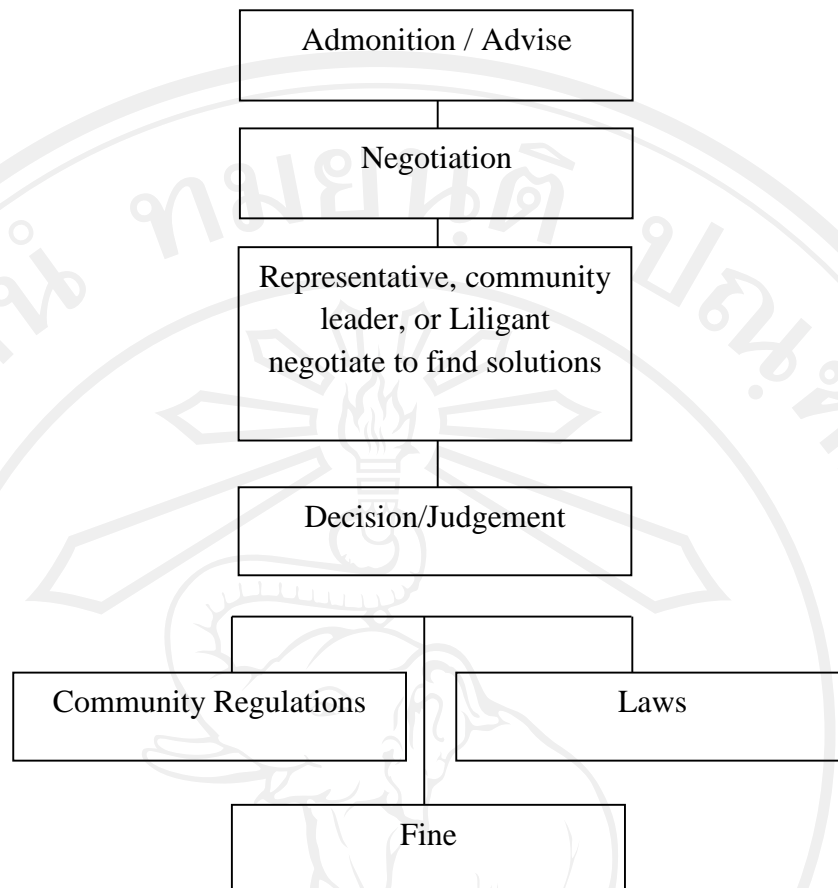 Admonition / Advise
Negotiation
Representative, community
leader, or Liligant
negotiate to find solutions
Decision/Judgement
Community Regulations
Laws
Fine